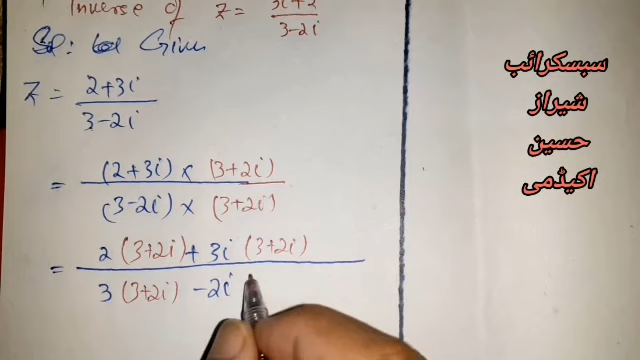 Inverse of Z = 3i+2 / 3-2i
Sol: Given
Z = 2+3i / 3-2i
= (2+3i) × (3+2i) / (3-2i) × (3+2i)
= 2 (3+2i) + 3i (3+2i) / 3 (3+2i) -2i
سبسکرائب
شیراز
حسین
اکیڈمی